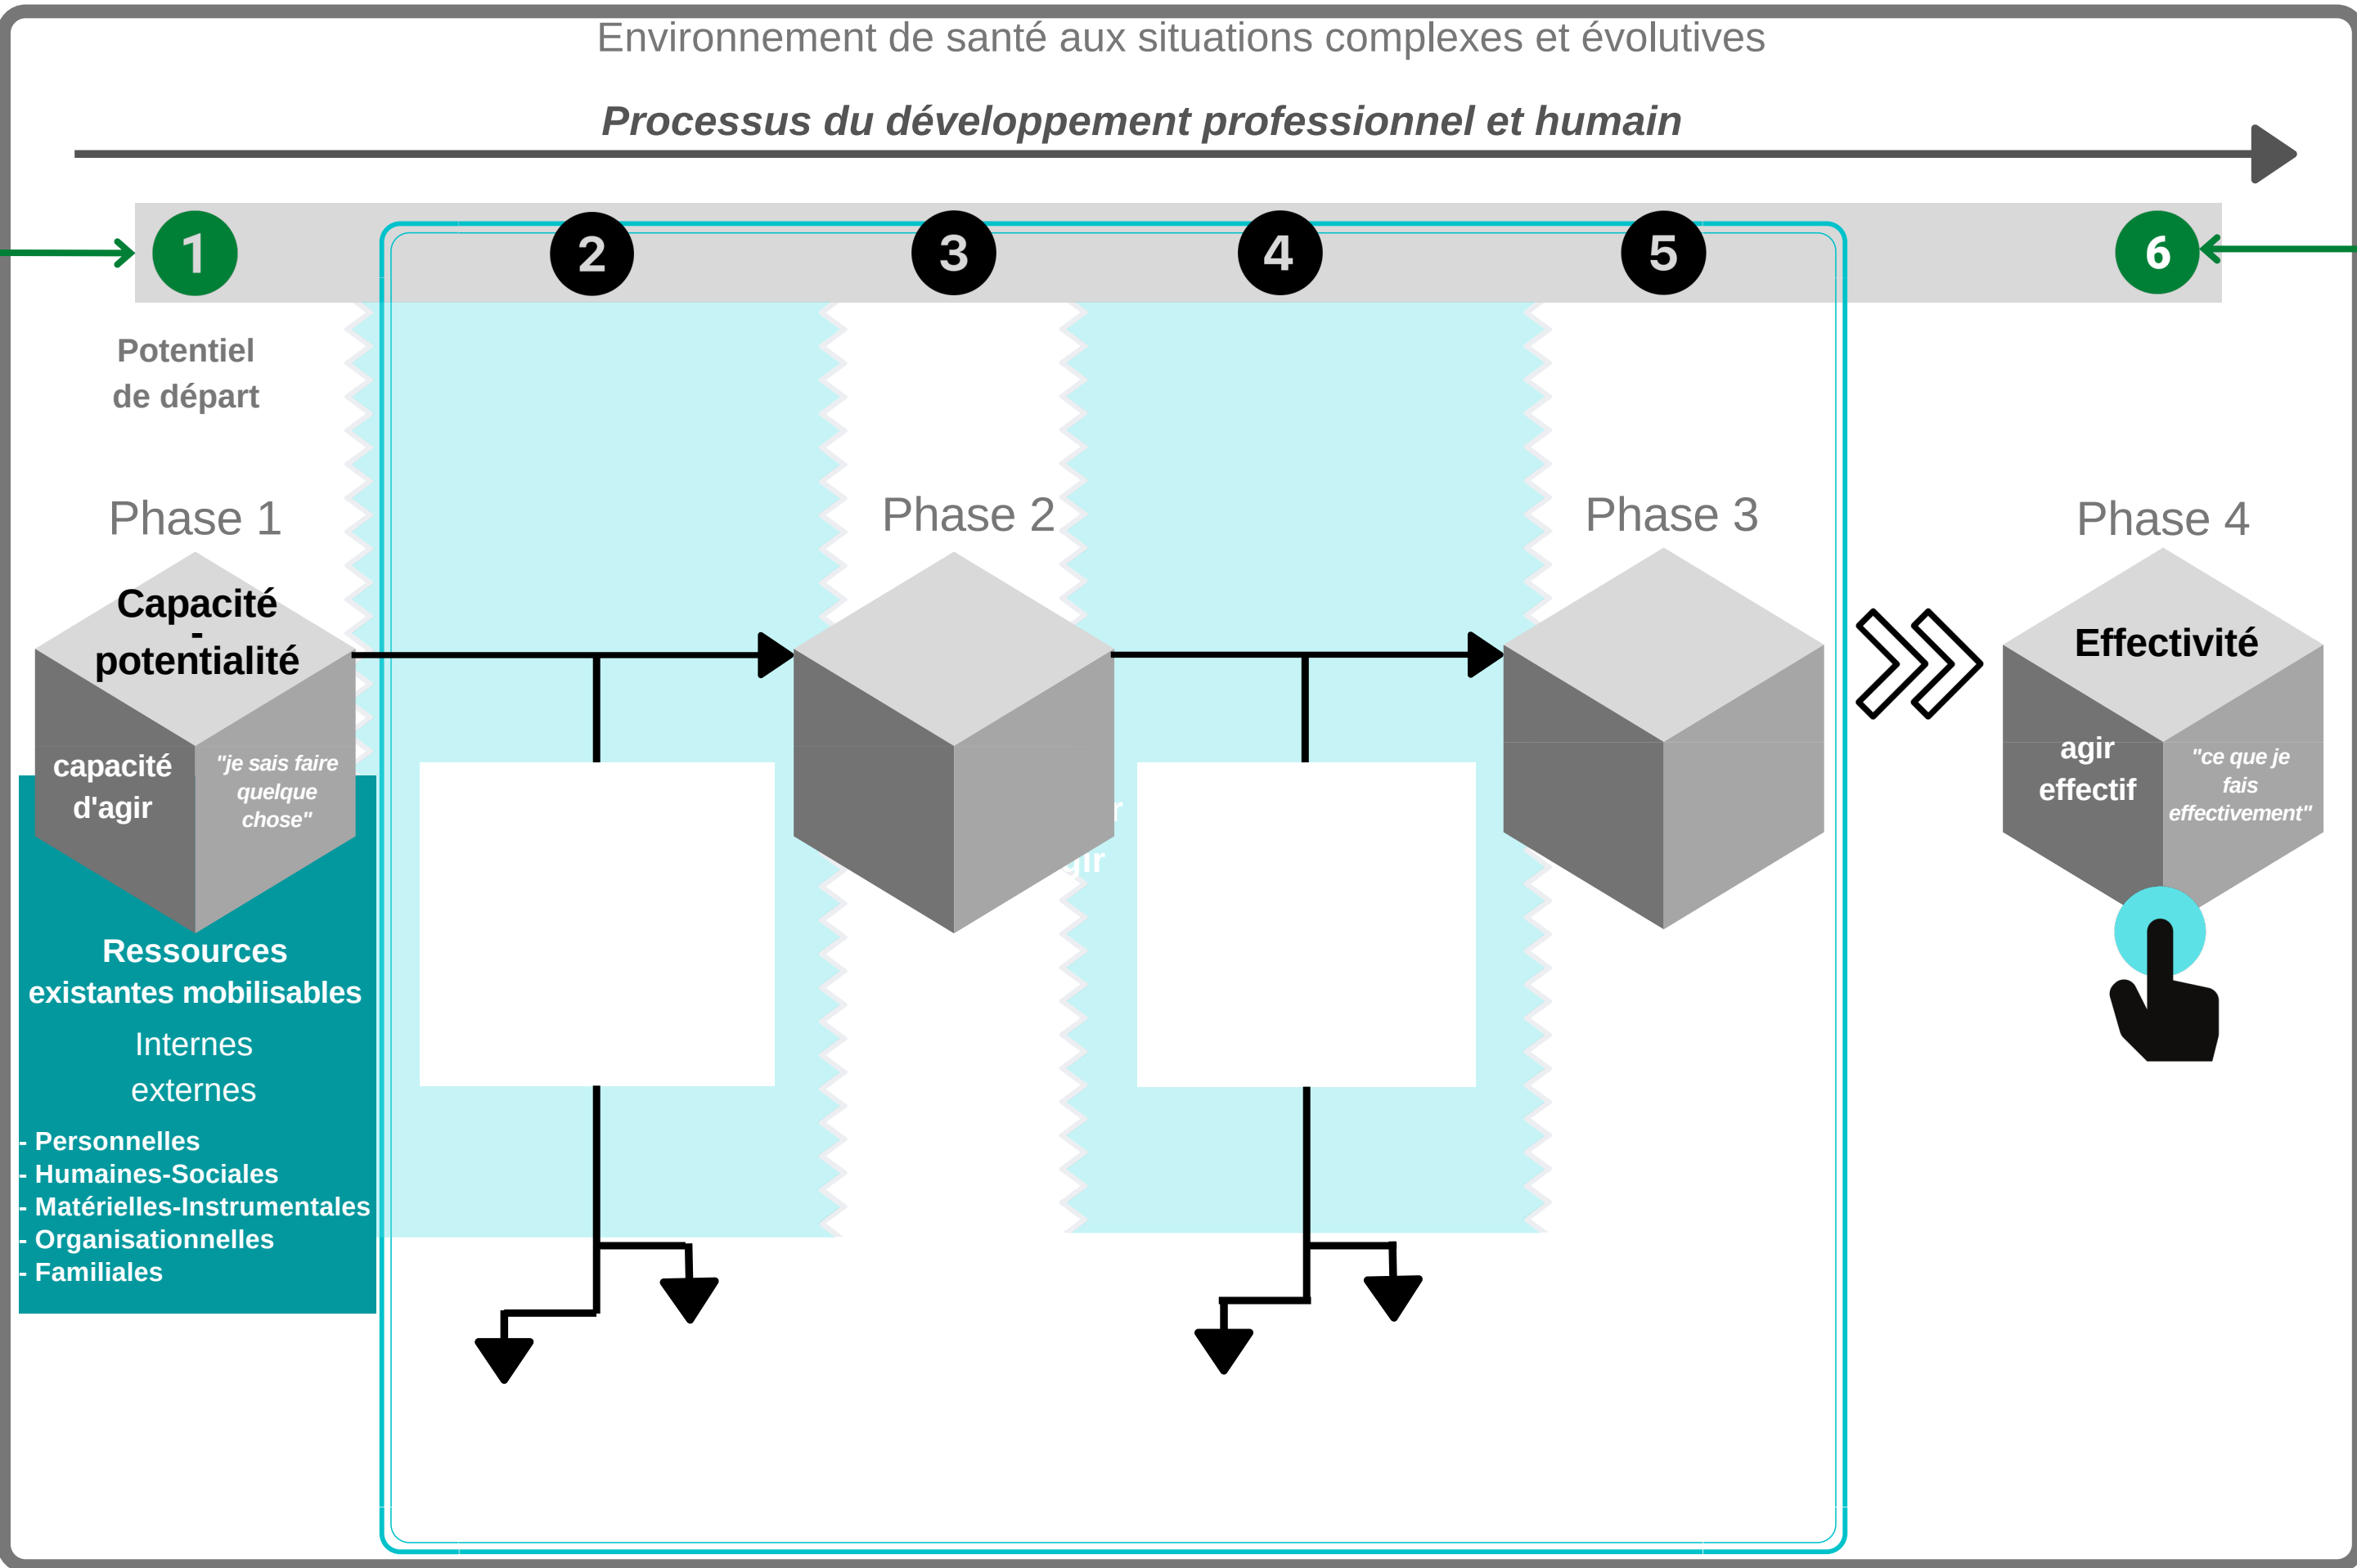 Environnement de santé aux situations complexes et évolutives
Processus du développement professionnel et humain
1
2
3
4
5
6
Potentiel
de départ
Phase 1
Phase 2
Phase 3
Phase 4
Capacité
-
potentialité
capacité
d'agir
"je sais faire
quelque
chose"
Effectivité
agir
effectif
"ce que je
fais
effectivement"
Ressources
existantes mobilisables
Internes
externes
- Personnelles
- Humaines-Sociales
- Matérielles-Instrumentales
- Organisationnelles
- Familiales